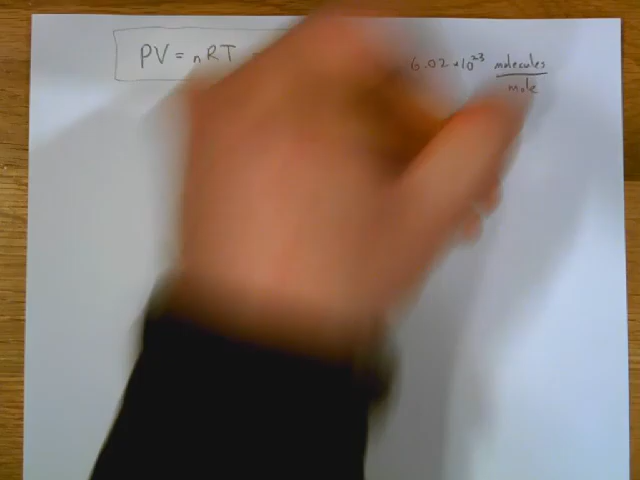 PV = nRT =
6.02 * 10^23 molecules
mole